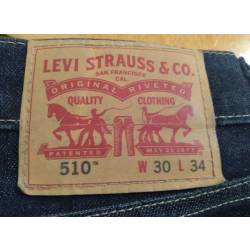 LEVI STRAUSS & CO.
SAN FRANCISCO
CAL.
ORIGINAL RIVETED
QUALITY CLOTHING
PATENTED
510™ W 30 L 34